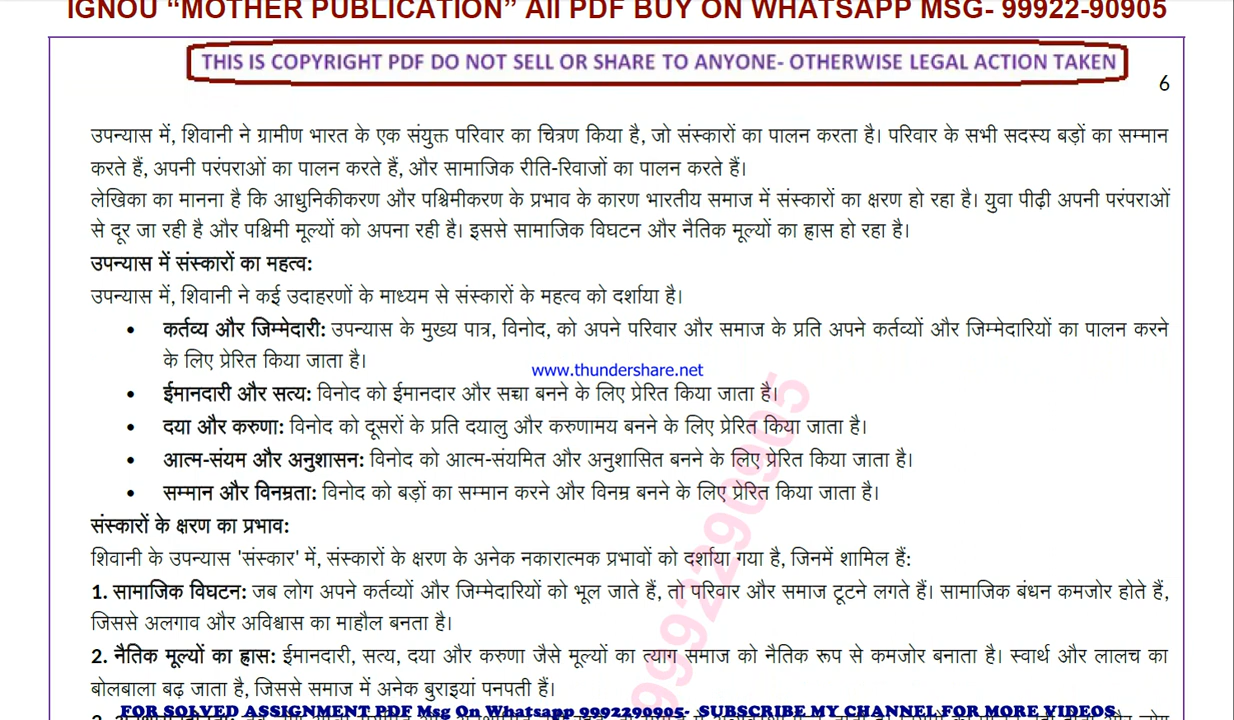 IGNOU “MOTHER PUBLICATION” All PDF BUY ON WHATSAPP MSG- 99922-90905
THIS IS COPYRIGHT PDF DO NOT SELL OR SHARE TO ANYONE- OTHERWISE LEGAL ACTION TAKEN
6
उपन्यास में, शिवानी ने ग्रामीण भारत के एक संयुक्त परिवार का चित्रण किया है, जो संस्कारों का पालन करता है। परिवार के सभी सदस्य बड़ों का सम्मान
करते हैं, अपनी परंपराओं का पालन करते हैं, और सामाजिक रीति-रिवाजों का पालन करते हैं।
लेखिका का मानना है कि आधुनिकीकरण और पश्चिमीकरण के प्रभाव के कारण भारतीय समाज में संस्कारों का क्षरण हो रहा है। युवा पीढ़ी अपनी परंपराओं
से दूर जा रही है और पश्चिमी मूल्यों को अपना रही है। इससे सामाजिक विघटन और नैतिक मूल्यों का ह्रास हो रहा है।
उपन्यास में संस्कारों का महत्व:
उपन्यास में, शिवानी ने कई उदाहरणों के माध्यम से संस्कारों के महत्व को दर्शाया है।
• कर्तव्य और जिम्मेदारी: उपन्यास के मुख्य पात्र, विनोद, को अपने परिवार और समाज के प्रति अपने कर्तव्यों और जिम्मेदारियों का पालन करने
के लिए प्रेरित किया जाता है।
www.thundershare.net
• ईमानदारी और सत्य: विनोद को ईमानदार और सच्चा बनने के लिए प्रेरित किया जाता है।
• दया और करुणा: विनोद को दूसरों के प्रति दयालु और करुणामय बनने के लिए प्रेरित किया जाता है।
• आत्म-संयम और अनुशासन: विनोद को आत्म-संयमित और अनुशासित बनने के लिए प्रेरित किया जाता है।
• सम्मान और विनम्रता: विनोद को बड़ों का सम्मान करने और विनम्र बनने के लिए प्रेरित किया जाता है।
9992290905
संस्कारों के क्षरण का प्रभाव:
शिवानी के उपन्यास 'संस्कार' में, संस्कारों के क्षरण के अनेक नकारात्मक प्रभावों को दर्शाया गया है, जिनमें शामिल हैं:
1. सामाजिक विघटन: जब लोग अपने कर्तव्यों और जिम्मेदारियों को भूल जाते हैं, तो परिवार और समाज टूटने लगते हैं। सामाजिक बंधन कमजोर होते हैं,
जिससे अलगाव और अविश्वास का माहौल बनता है।
2. नैतिक मूल्यों का ह्रास: ईमानदारी, सत्य, दया और करुणा जैसे मूल्यों का त्याग समाज को नैतिक रूप से कमजोर बनाता है। स्वार्थ और लालच का
बोलबाला बढ़ जाता है, जिससे समाज में अनेक बुराइयां पनपती हैं।
FOR SOLVED ASSIGNMENT PDF Msg On Whatsapp 9992290905- SUBSCRIBE MY CHANNEL FOR MORE VIDEOS